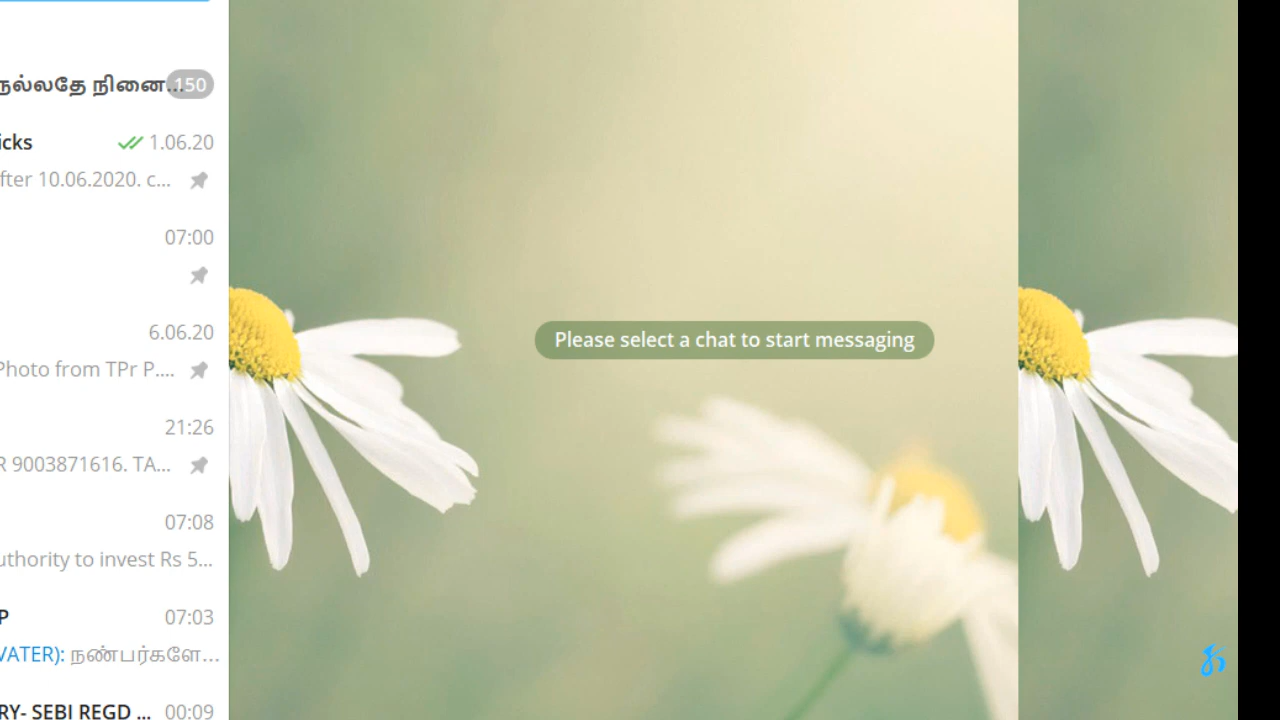 நல்லதே நினை... 150
icks 1.06.20
fter 10.06.2020. c...
07:00
6.06.20
Photo from TPr P....
21:26
R 9003871616. TA...
07:08
uthority to invest Rs 5...
P 07:03
VATER): நண்பர்களே...
RY- SEBI REGD ... 00:09
Please select a chat to start messaging